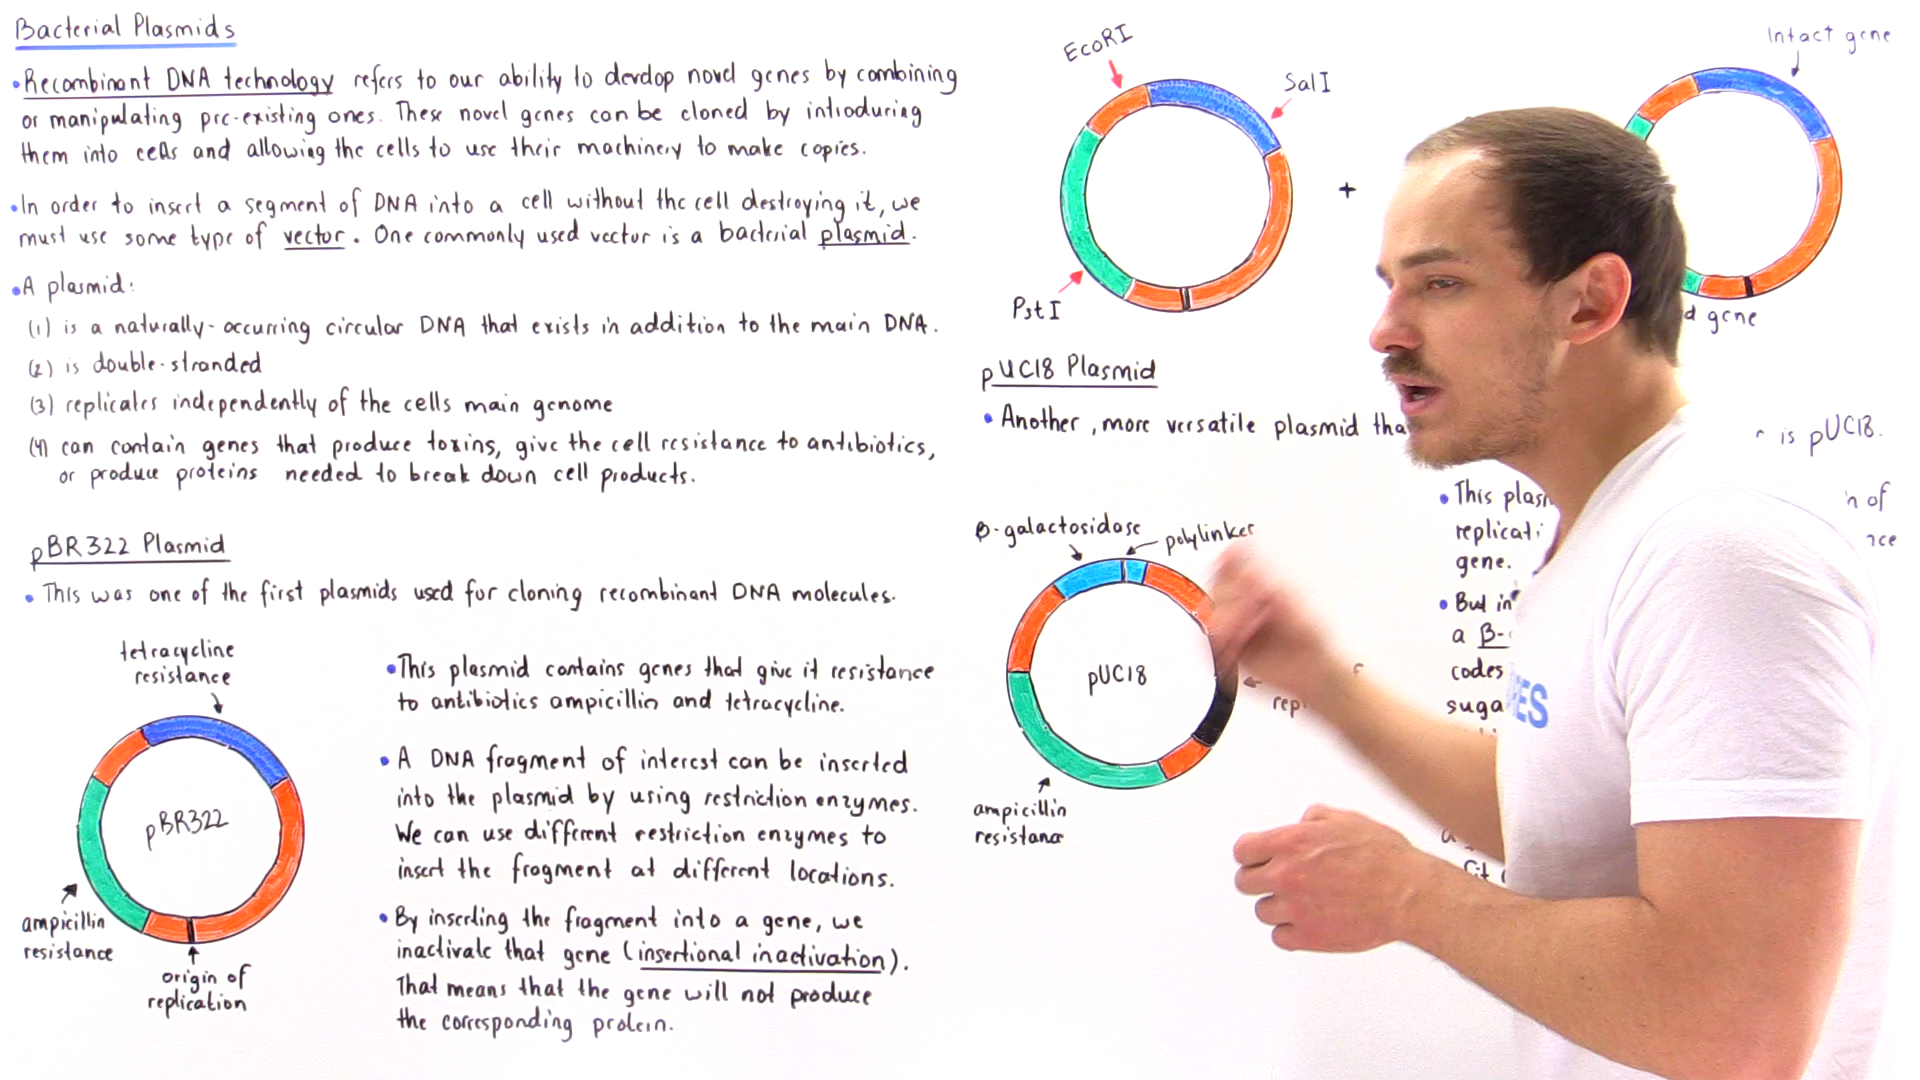 Bacterial Plasmids
• Recombinant DNA technology refers to our ability to develop novel genes by combining
or manipulating pre-existing ones. These novel genes can be cloned by introducing
them into cells and allowing the cells to use their machinery to make copies.
• In order to insert a segment of DNA into a cell without the cell destroying it, we
must use some type of vector. One commonly used vector is a bacterial plasmid.
• A plasmid:
(1) is a naturally-occurring circular DNA that exists in addition to the main DNA.
(2) is double-stranded
(3) replicates independently of the cells main genome
(4) can contain genes that produce toxins, give the cell resistance to antibiotics,
or produce proteins needed to break down cell products.
pBR322 Plasmid
• This was one of the first plasmids used for cloning recombinant DNA molecules.
tetracycline
resistance
pBR322
ampicillin
resistance
origin of
replication
• This plasmid contains genes that give it resistance
to antibiotics ampicillin and tetracycline.
• A DNA fragment of interest can be inserted
into the plasmid by using restriction enzymes.
We can use different restriction enzymes to
insert the fragment at different locations.
• By inserting the fragment into a gene, we
inactivate that gene (insertional inactivation).
That means that the gene will not produce
the corresponding protein.
EcoRI
SalI
PstI
+
Intact gene
gene
pUC18 Plasmid
• Another, more versatile plasmid
is pUC18.
β-galactosidase
polylinker
pUC18
ampicillin
resistance
• This
of
gene.
• But
a β-
codes